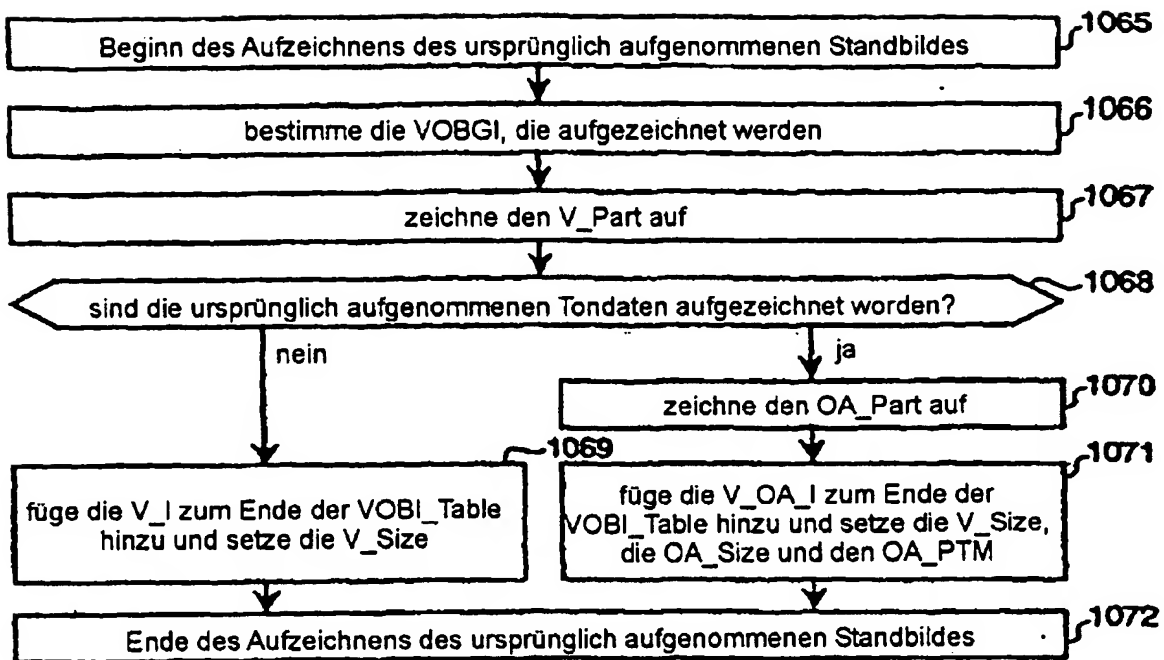 1065
Beginn des Aufzeichnens des ursprünglich aufgenommenen Standbildes
1066
bestimme die VOBGI, die aufgezeichnet werden
1067
zeichne den V_Part auf
1068
sind die ursprünglich aufgenommenen Tondaten aufgezeichnet worden?
nein
ja
1070
zeichne den OA_Part auf
1069
füge die V_I zum Ende der VOBI_Table
hinzu und setze die V_Size
1071
füge die V_OA_I zum Ende der
VOBI_Table hinzu und setze die V_Size,
die OA_Size und den OA_PTM
1072
Ende des Aufzeichnens des ursprünglich aufgenommenen Standbildes